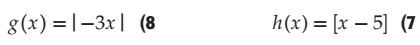 h(x) = [x − 5] (7
g(x) = |−3x| (8